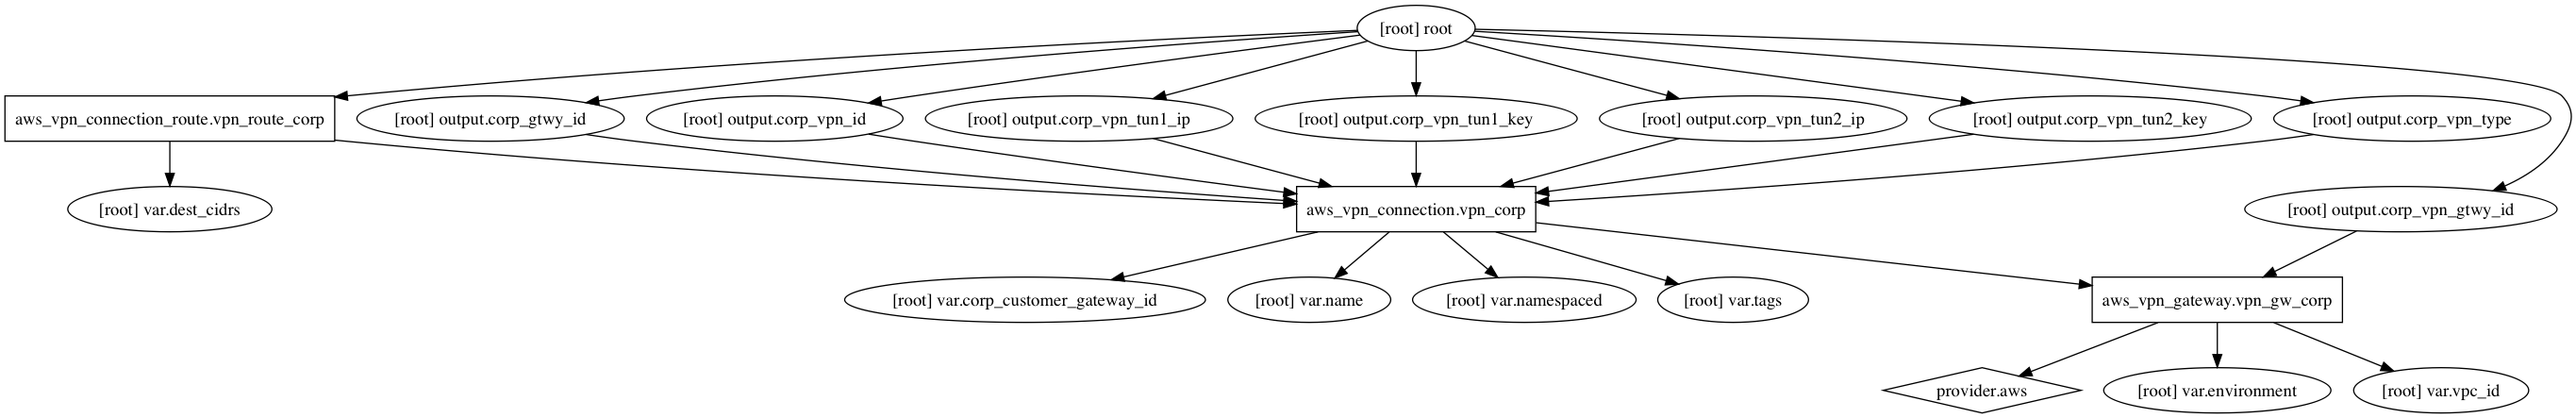 [root] root
aws_vpn_connection_route.vpn_route_corp
[root] output.corp_gtwy_id
[root] output.corp_vpn_id
[root] output.corp_vpn_tun1_ip
[root] output.corp_vpn_tun1_key
[root] output.corp_vpn_tun2_ip
[root] output.corp_vpn_tun2_key
[root] output.corp_vpn_type
[root] var.dest_cidrs
aws_vpn_connection.vpn_corp
[root] output.corp_vpn_gtwy_id
[root] var.corp_customer_gateway_id
[root] var.name
[root] var.namespaced
[root] var.tags
aws_vpn_gateway.vpn_gw_corp
provider.aws
[root] var.environment
[root] var.vpc_id